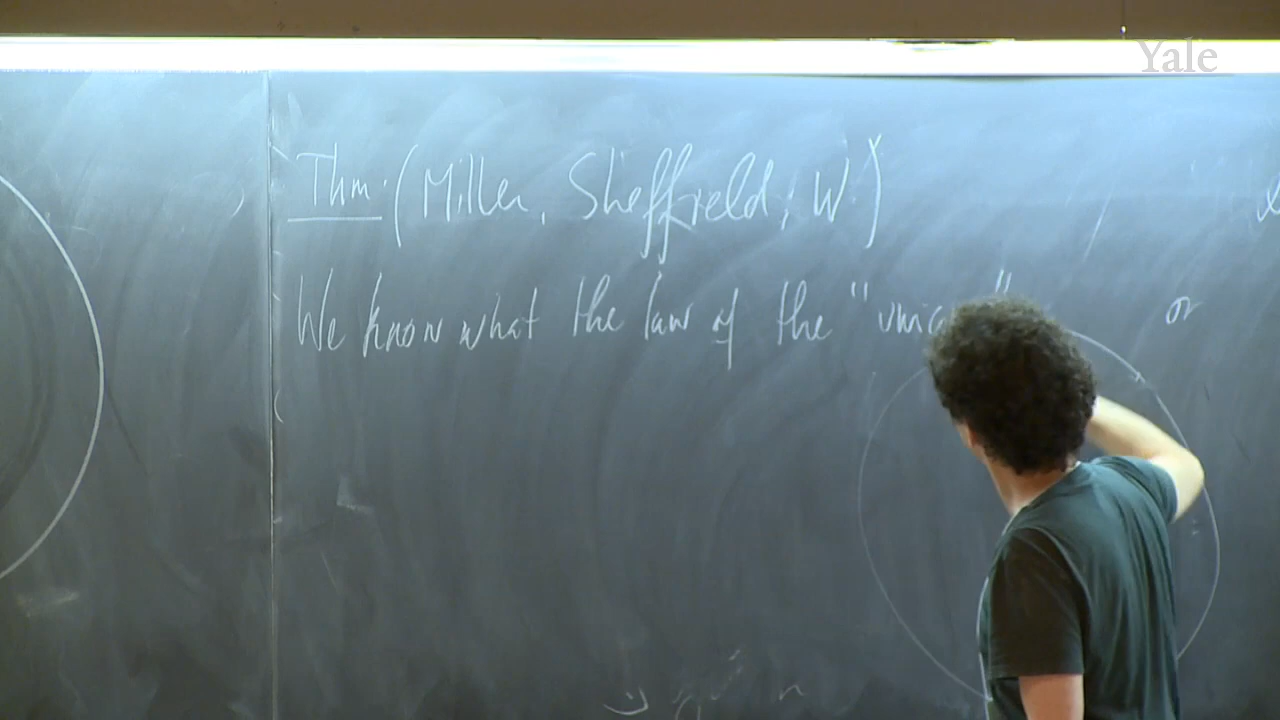 Yale
Thm. (Miller, Sheffield, W.)
We know what the law of the "
or